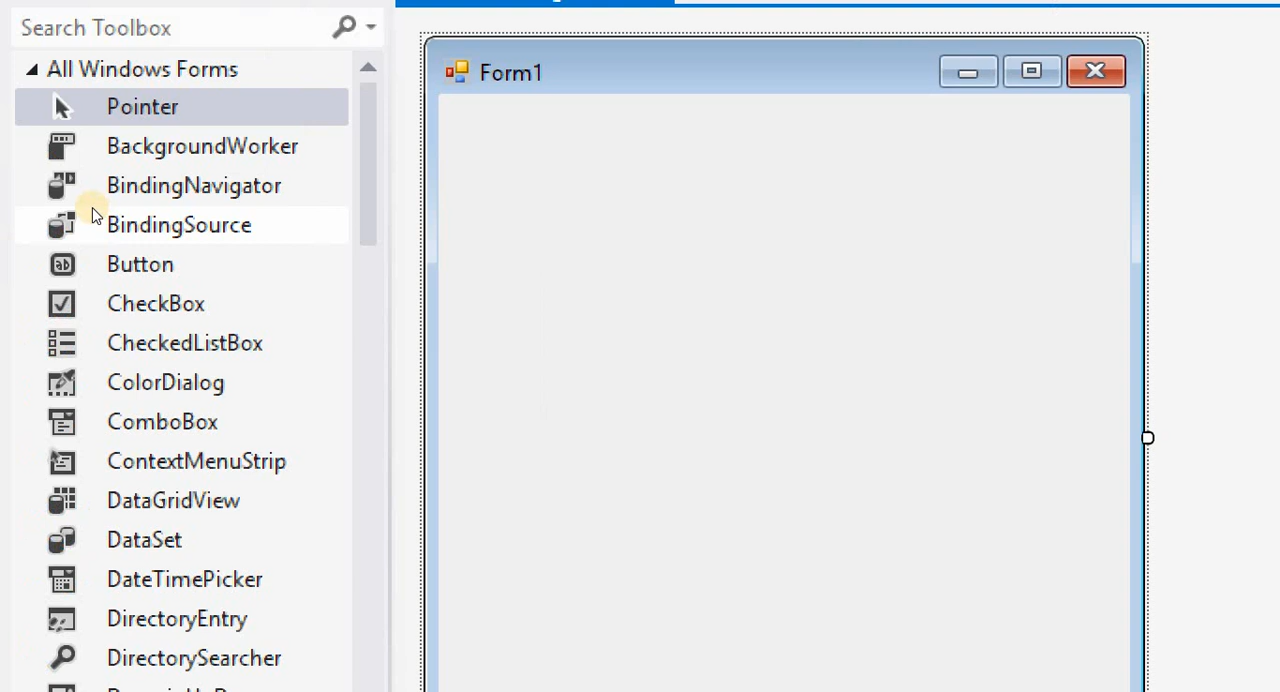 Search Toolbox
All Windows Forms
Pointer
BackgroundWorker
BindingNavigator
BindingSource
Button
CheckBox
CheckedListBox
ColorDialog
ComboBox
ContextMenuStrip
DataGridView
DataSet
DateTimePicker
DirectoryEntry
DirectorySearcher
Form1